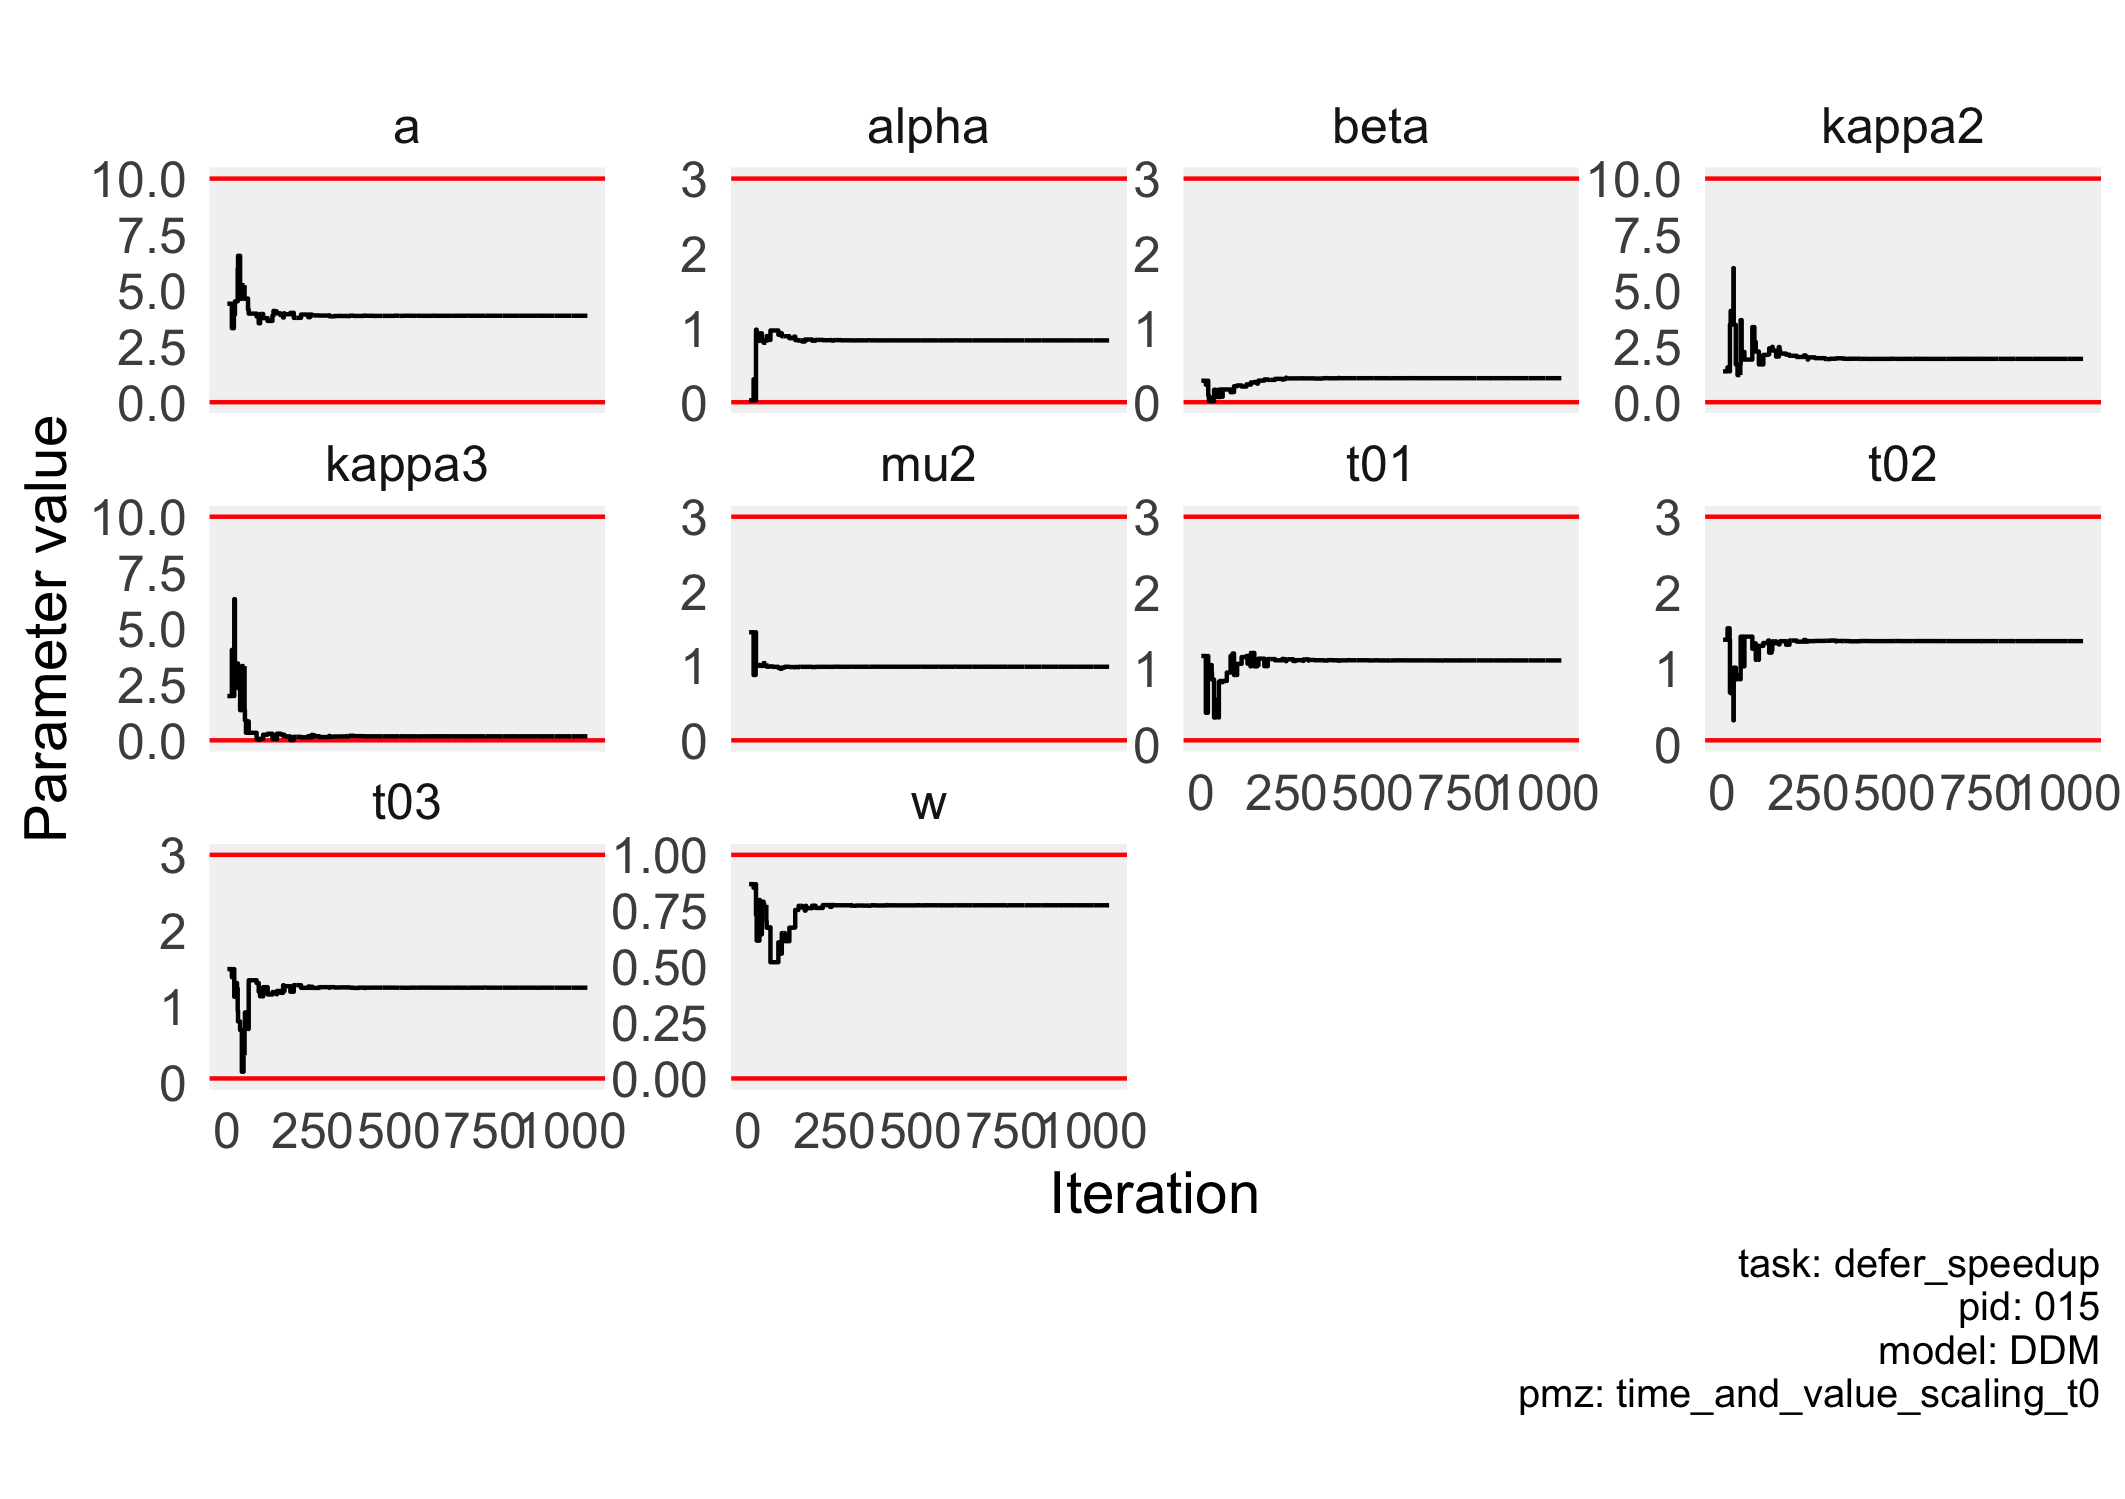 a
alpha
beta
kappa2
10.0
7.5
5.0
2.5
0.0
3
2
1
0
3
2
1
0
10.0
7.5
5.0
2.5
0.0
kappa3
mu2
t01
t02
10.0
7.5
5.0
2.5
0.0
3
2
1
0
3
2
1
0
3
2
1
0
0 250 500 750 1000
0 250 500 750 1000
t03
w
3
2
1
0
1.00
0.75
0.50
0.25
0.00
0 250 500 750 1000
0 250 500 750 1000
Parameter value
Iteration
task: defer_speedup
pid: 015
model: DDM
pmz: time_and_value_scaling_t0